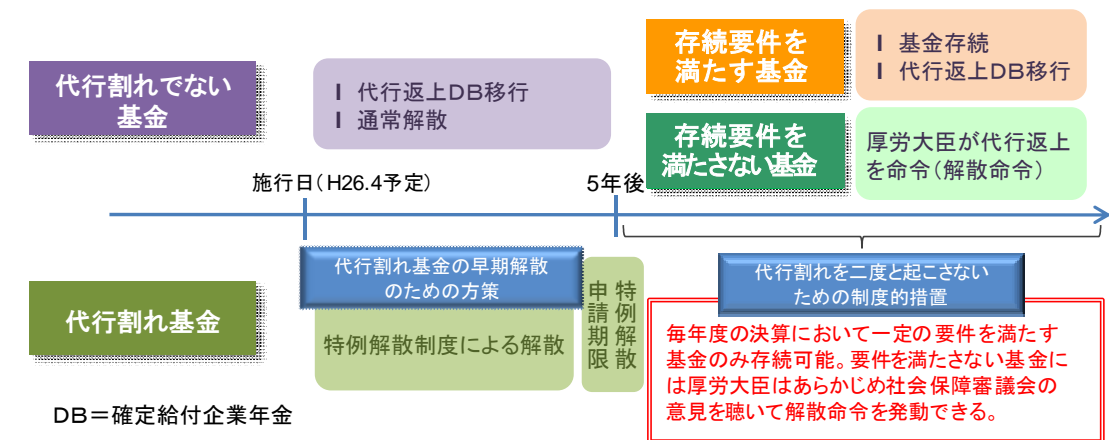 代行割れでない
基金
I 代行返上DB移行
I 通常解散
存続要件を
満たす基金
I 基金存続
I 代行返上DB移行
存続要件を
満たさない基金
厚労大臣が代行返上
を命令(解散命令)
施行日(H26.4予定)
5年後
代行割れ基金の早期解散
のための方策
代行割れを二度と起こさない
ための制度的措置
代行割れ基金
特例解散制度による解散
特例解散
申請期限
毎年度の決算において一定の要件を満たす
基金のみ存続可能。要件を満たさない基金に
は厚労大臣はあらかじめ社会保障審議会の
意見を聴いて解散命令を発動できる。
DB=確定給付企業年金